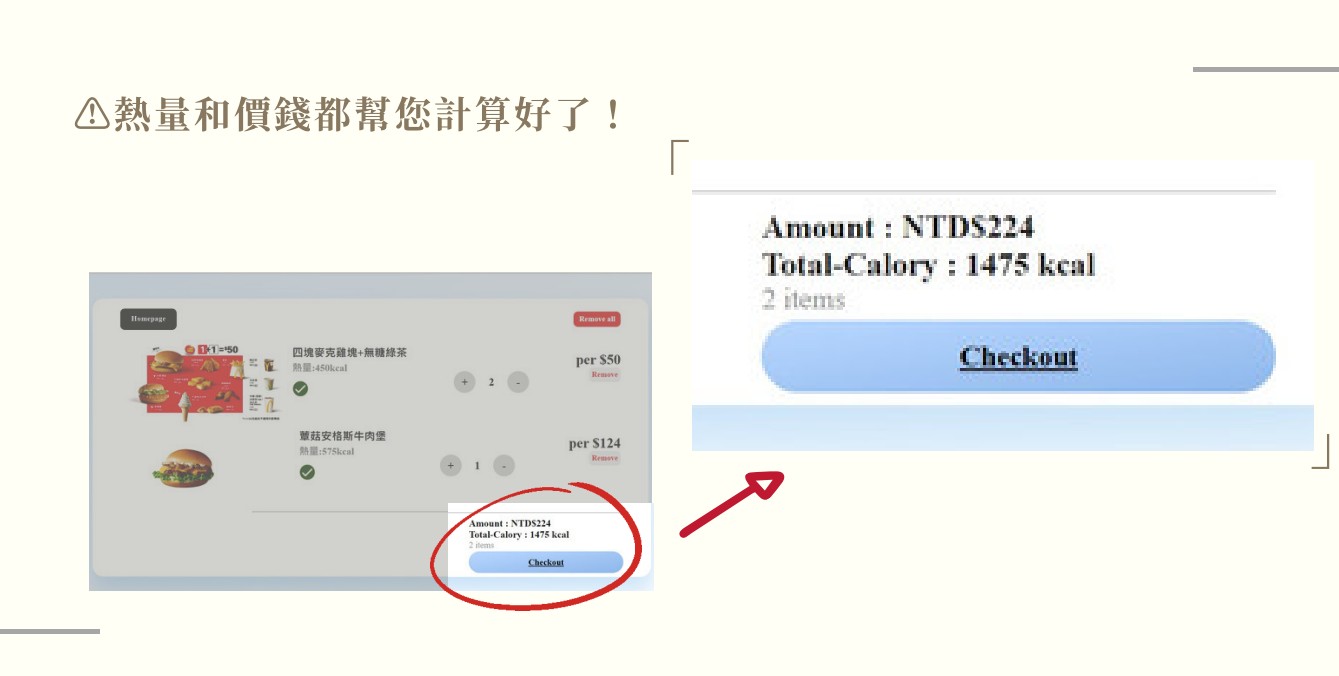 ⚠熱量和價錢都幫您計算好了！
Homepage
Remove all
1+1=$50
四塊麥克雞塊+無糖綠茶
熱量:450kcal
+ 2 -
per $50
Remove
蕈菇安格斯牛肉堡
熱量:575kcal
+ 1 -
per $124
Remove
Amount : NTD$224
Total-Calory : 1475 kcal
2 items
Checkout
Amount : NTD$224
Total-Calory : 1475 kcal
2 items
Checkout